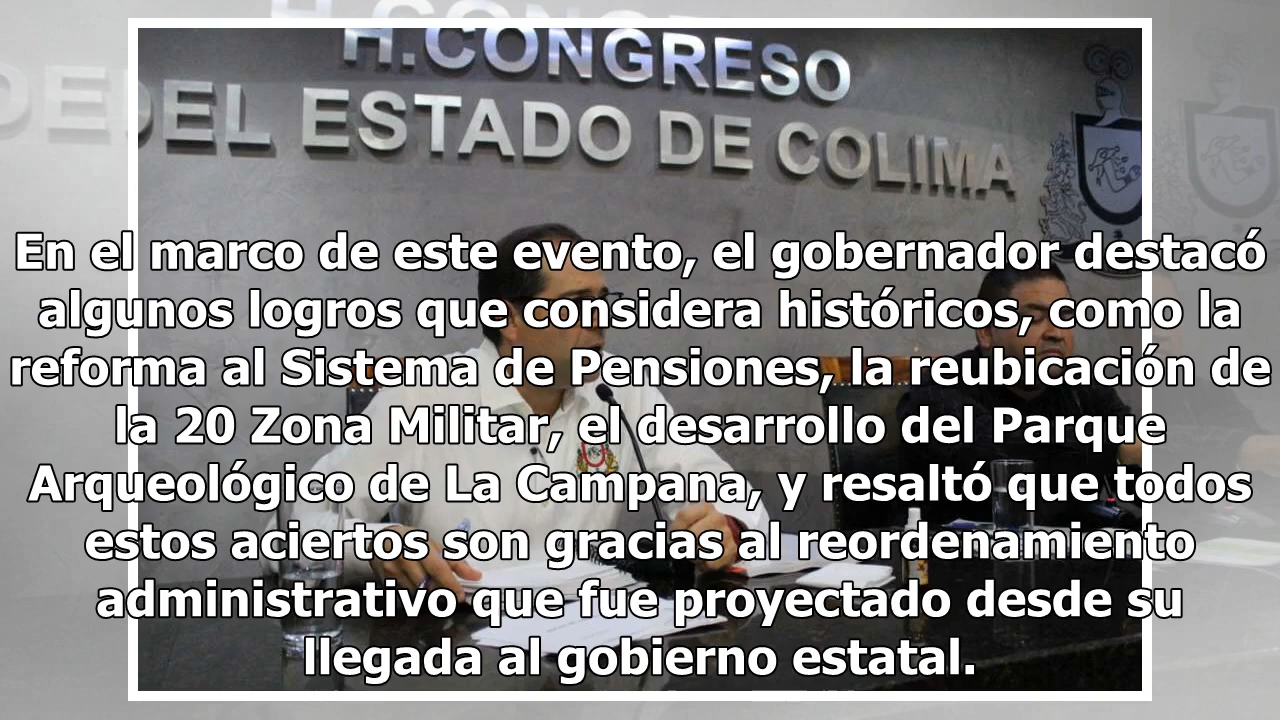 H.CONGRESO
DEL ESTADO DE COLIMA
En el marco de este evento, el gobernador destacó
algunos logros que considera históricos, como la
reforma al Sistema de Pensiones, la reubicación de
la 20 Zona Militar, el desarrollo del Parque
Arqueológico de La Campana, y resaltó que todos
estos aciertos son gracias al reordenamiento
administrativo que fue proyectado desde su
llegada al gobierno estatal.